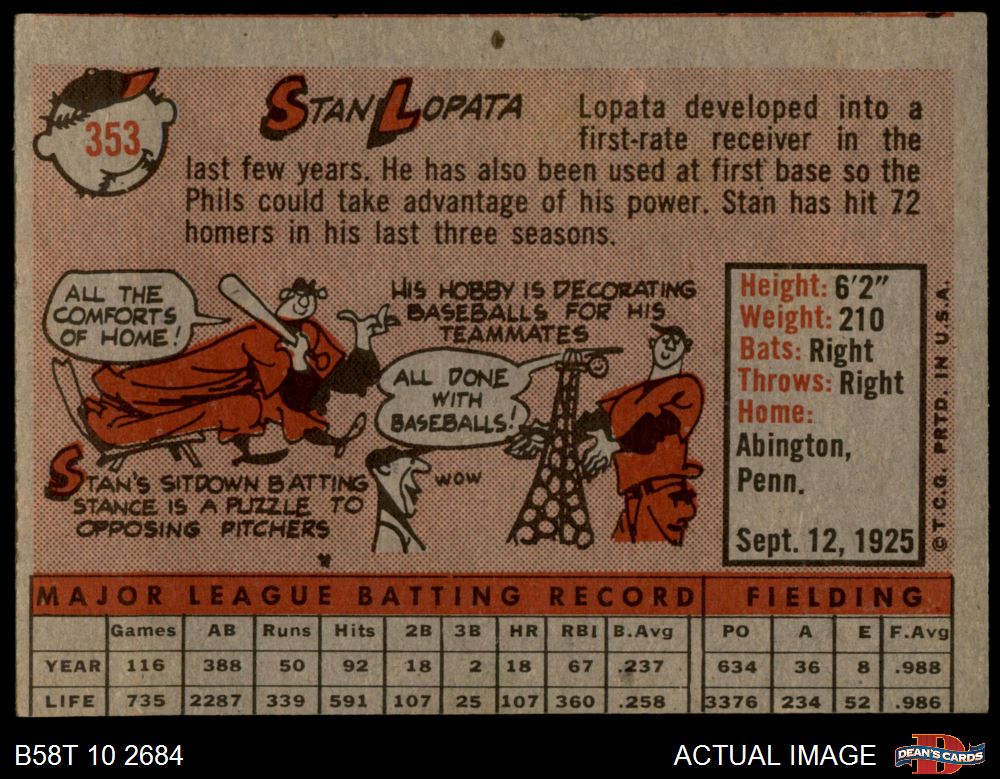 353
STAN LOPATA
Lopata developed into a
first-rate receiver in the
last few years. He has also been used at first base so the
Phils could take advantage of his power. Stan has hit 72
homers in his last three seasons.
ALL THE
COMFORTS
OF HOME!
STAN'S SITDOWN BATTING
STANCE IS A PUZZLE TO
OPPOSING PITCHERS
HIS HOBBY IS DECORATING
BASEBALLS FOR HIS
TEAMMATES
ALL DONE
WITH
BASEBALLS!
WOW
Height: 6'2"
Weight: 210
Bats: Right
Throws: Right
Home:
Abington,
Penn.
Sept. 12, 1925
© T.C.G. PRTD. IN U.S.A.
MAJOR LEAGUE BATTING RECORD FIELDING
Games AB Runs Hits 2B 3B HR RBI B.Avg PO A E F.Avg
YEAR 116 388 50 92 18 2 18 67 .237 634 36 8 .988
LIFE 735 2287 339 591 107 25 107 360 .258 3376 234 52 .986
B58T 10 2684
ACTUAL IMAGE
DEAN'S CARDS